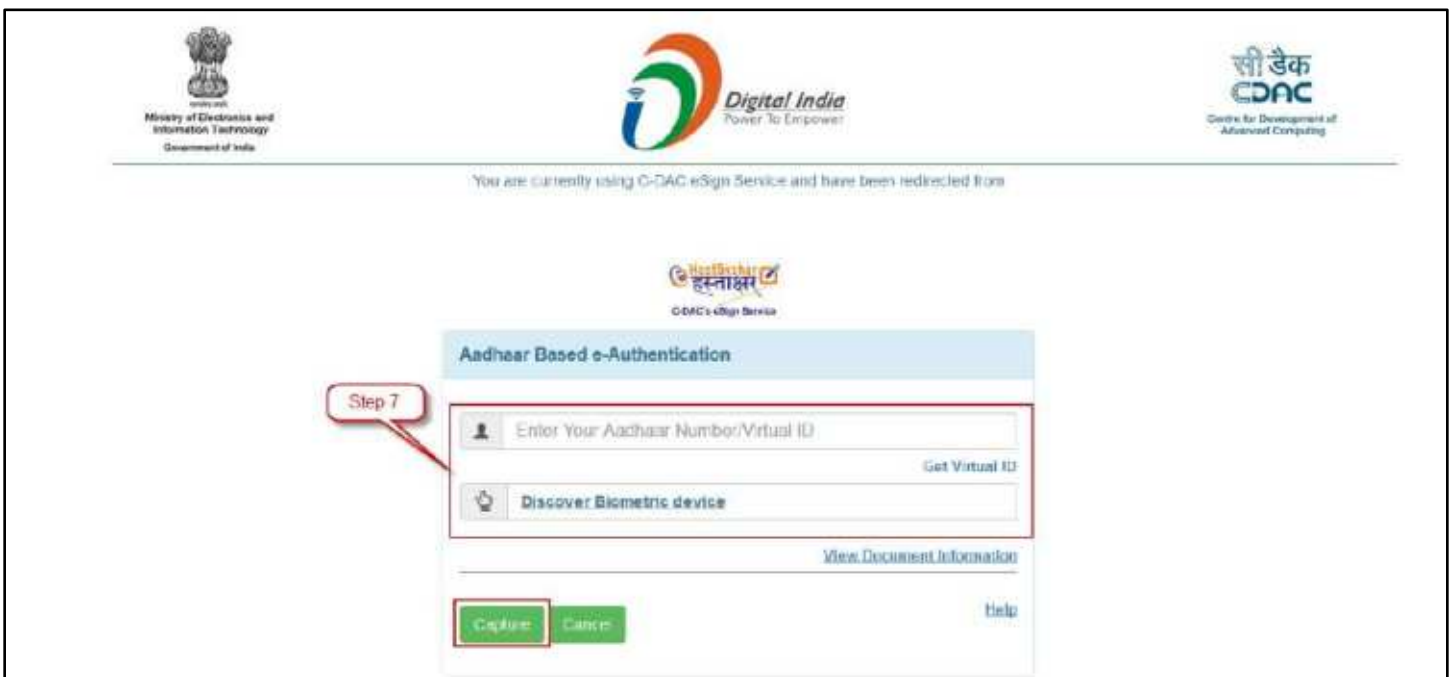 Ministry of Electronics and
Information Technology
Government of India
Digital India
Power To Empower
सी डैक
CDAC
Centre for Development of
Advanced Computing
You are currently using C-DAC eSign Service and have been redirected from
हस्ताक्षर
C-DAC's eSign Service
Aadhaar Based e-Authentication
Step 7
Enter Your Aadhaar Number/Virtual ID
Get Virtual ID
Discover Biometric device
View Document Information
Help
Capture Cancel